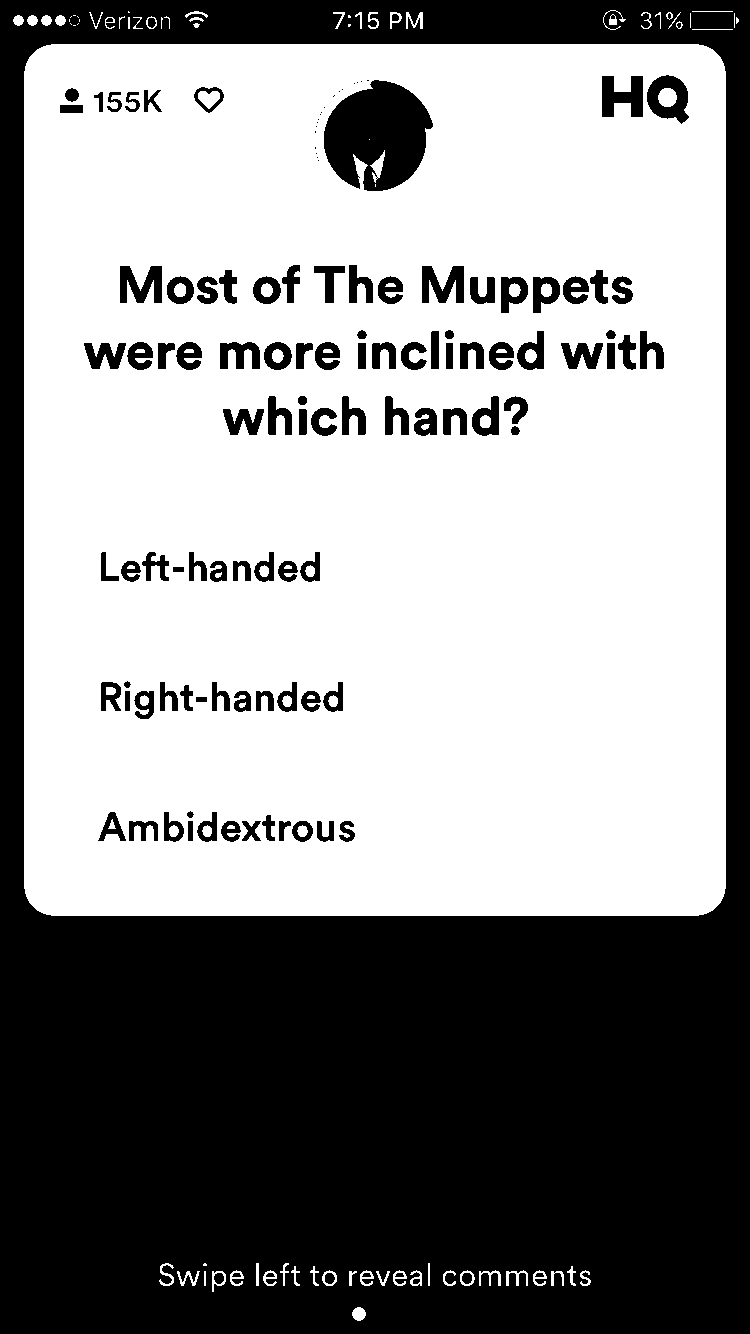 Verizon 7:15 PM 31%
155K HQ
Most of The Muppets
were more inclined with
which hand?
Left-handed
Right-handed
Ambidextrous
Swipe left to reveal comments